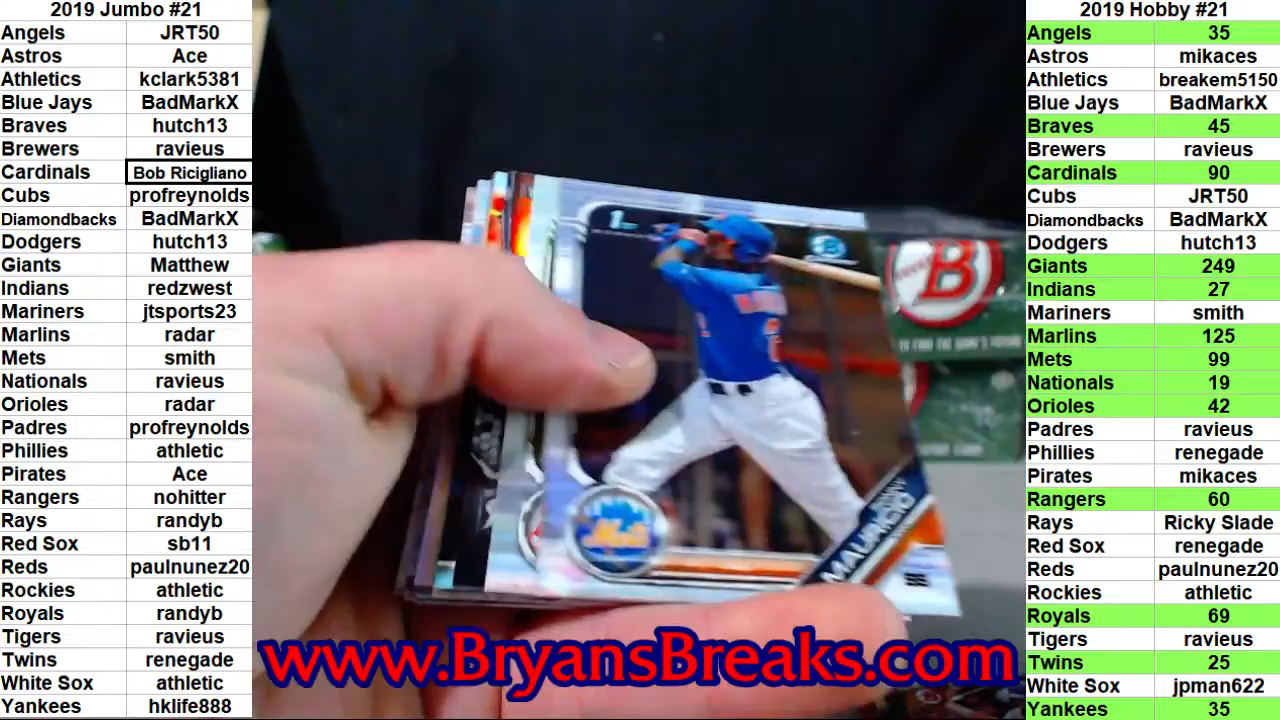 2019 Jumbo #21
Angels JRT50
Astros Ace
Athletics kclark5381
Blue Jays BadMarkX
Braves hutch13
Brewers ravieus
Cardinals Bob Ricigliano
Cubs profreynolds
Diamondbacks BadMarkX
Dodgers hutch13
Giants Matthew
Indians redzwest
Mariners jtsports23
Marlins radar
Mets smith
Nationals ravieus
Orioles radar
Padres profreynolds
Phillies athletic
Pirates Ace
Rangers nohitter
Rays randyb
Red Sox sb11
Reds paulnunez20
Rockies athletic
Royals randyb
Tigers ravieus
Twins renegade
White Sox athletic
Yankees hklife888
1st
B
Mets
MAURICIO
www.BryansBreaks.com
2019 Hobby #21
Angels 35
Astros mikaces
Athletics breakem5150
Blue Jays BadMarkX
Braves 45
Brewers ravieus
Cardinals 90
Cubs JRT50
Diamondbacks BadMarkX
Dodgers hutch13
Giants 249
Indians 27
Mariners smith
Marlins 125
Mets 99
Nationals 19
Orioles 42
Padres ravieus
Phillies renegade
Pirates mikaces
Rangers 60
Rays Ricky Slade
Red Sox renegade
Reds paulnunez20
Rockies athletic
Royals 69
Tigers ravieus
Twins 25
White Sox jpman622
Yankees 35